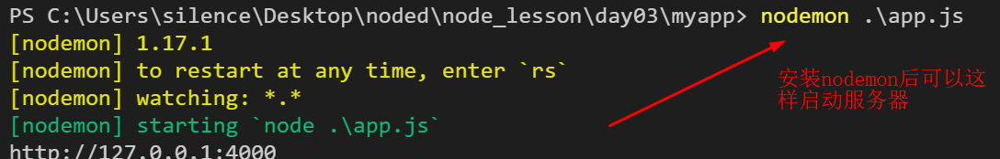 PS C:\Users\silence\Desktop\noded\node_lesson\day03\myapp> nodemon .\app.js
[nodemon] 1.17.1
[nodemon] to restart at any time, enter `rs`
[nodemon] watching: *.*
[nodemon] starting `node .\app.js`
http://127.0.0.1:4000
安装nodemon后可以这
样启动服务器